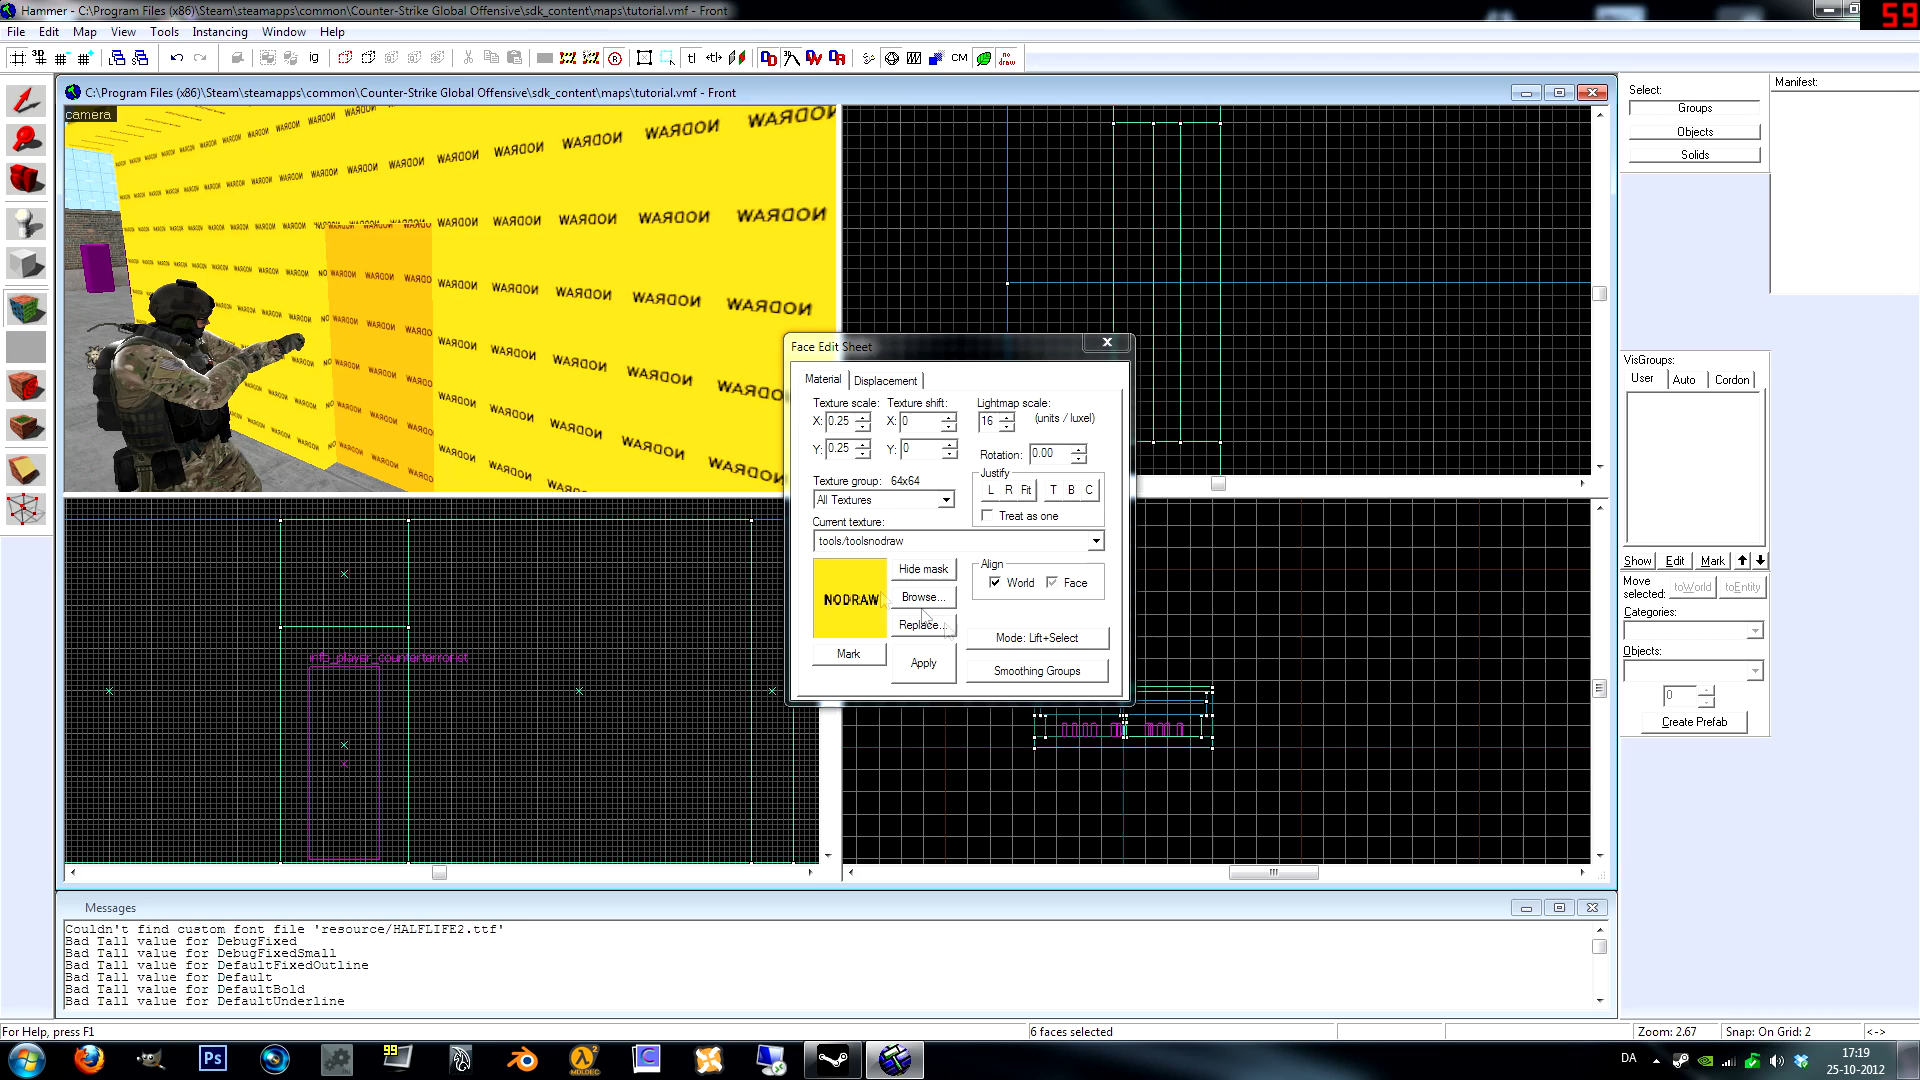 Hammer - C:\Program Files (x86)\Steam\steamapps\common\Counter-Strike Global Offensive\sdk_content\maps\tutorial.vmf - Front
59
File Edit Map View Tools Instancing Window Help
C:\Program Files (x86)\Steam\steamapps\common\Counter-Strike Global Offensive\sdk_content\maps\tutorial.vmf - Front
camera
NODRAW
Face Edit Sheet
Material Displacement
Texture scale: Texture shift: Lightmap scale:
X: 0.25 X: 0 16 (units / luxel)
Y: 0.25 Y: 0 Rotation: 0.00
Justify
Texture group: 64x64
L R Fit T B C
All Textures
Treat as one
Current texture:
tools/toolsnodraw
Hide mask
Align
World Face
NODRAW
Browse...
Replace...
Mode: Lift+Select
Mark
Apply
Smoothing Groups
info_player_counterterrorist
Select:
Groups
Objects
Solids
Manifest:
VisGroups:
User Auto Cordon
Show Edit Mark
Move selected: toWorld toEntity
Categories:
Objects:
0
Create Prefab
Messages
Couldn't find custom font file 'resource/HALFLIFE2.ttf'
Bad Tall value for DebugFixed
Bad Tall value for DebugFixedSmall
Bad Tall value for DefaultFixedOutline
Bad Tall value for Default
Bad Tall value for DefaultBold
Bad Tall value for DefaultUnderline
For Help, press F1
6 faces selected
Zoom: 2.67
Snap: On Grid: 2
<->
Ps
99
DA
17:19
25-10-2012